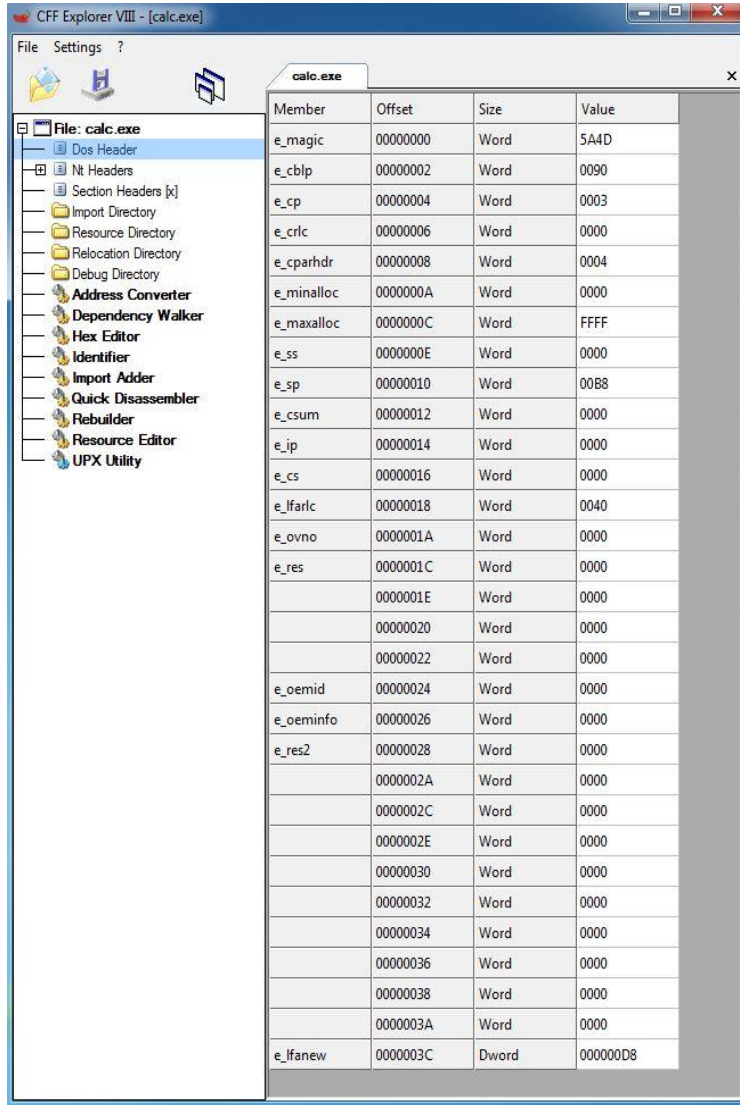 CFF Explorer VIII - [calc.exe]
File Settings ?
File: calc.exe
Dos Header
Nt Headers
Section Headers [x]
Import Directory
Resource Directory
Relocation Directory
Debug Directory
Address Converter
Dependency Walker
Hex Editor
Identifier
Import Adder
Quick Disassembler
Rebuilder
Resource Editor
UPX Utility
calc.exe
Member Offset Size Value
e_magic 00000000 Word 5A4D
e_cblp 00000002 Word 0090
e_cp 00000004 Word 0003
e_crlc 00000006 Word 0000
e_cparhdr 00000008 Word 0004
e_minalloc 0000000A Word 0000
e_maxalloc 0000000C Word FFFF
e_ss 0000000E Word 0000
e_sp 00000010 Word 00B8
e_csum 00000012 Word 0000
e_ip 00000014 Word 0000
e_cs 00000016 Word 0000
e_lfarlc 00000018 Word 0040
e_ovno 0000001A Word 0000
e_res 0000001C Word 0000
0000001E Word 0000
00000020 Word 0000
00000022 Word 0000
e_oemid 00000024 Word 0000
e_oeminfo 00000026 Word 0000
e_res2 00000028 Word 0000
0000002A Word 0000
0000002C Word 0000
0000002E Word 0000
00000030 Word 0000
00000032 Word 0000
00000034 Word 0000
00000036 Word 0000
00000038 Word 0000
0000003A Word 0000
e_lfanew 0000003C Dword 000000D8